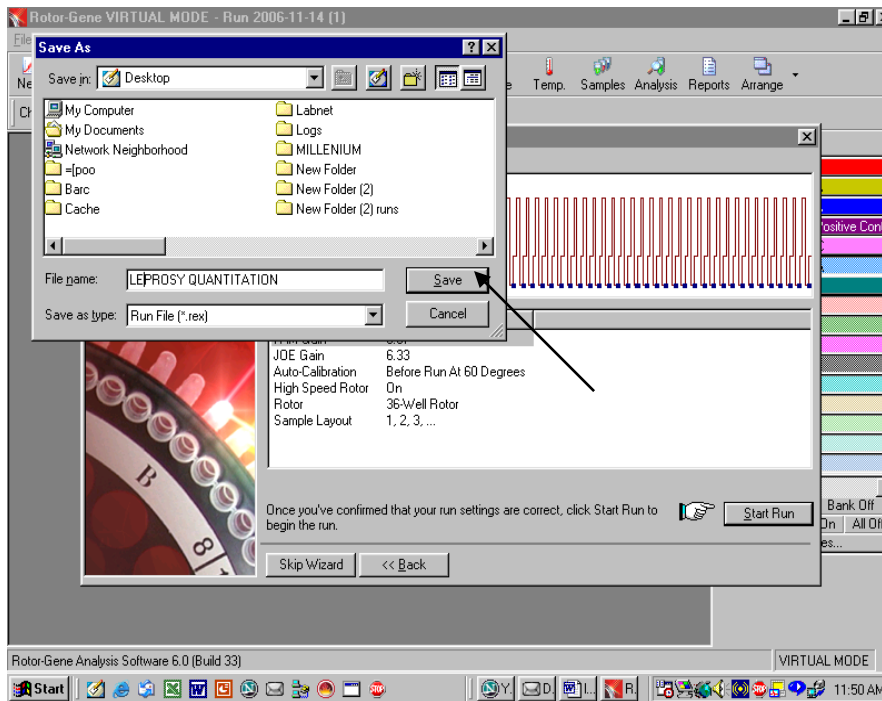 Rotor-Gene VIRTUAL MODE - Run 2006-11-14 (1)
File
Save As
Save in: Desktop
My Computer
My Documents
Network Neighborhood
=[poo
Barc
Cache
Labnet
Logs
MILLENIUM
New Folder
New Folder (2)
New Folder (2) runs
File name: LEPROSY QUANTITATION
Save
Save as type: Run File (*.rex)
Cancel
Temp. Samples Analysis Reports Arrange
JOE Gain 6.33
Auto-Calibration Before Run At 60 Degrees
High Speed Rotor On
Rotor 36-Well Rotor
Sample Layout 1, 2, 3, ...
B
8
Once you've confirmed that your run settings are correct, click Start Run to
begin the run.
Start Run
Skip Wizard << Back
Bank Off
On All Off
Rotor-Gene Analysis Software 6.0 (Build 33) VIRTUAL MODE
Start Y. D. I... R. 11:50 AM